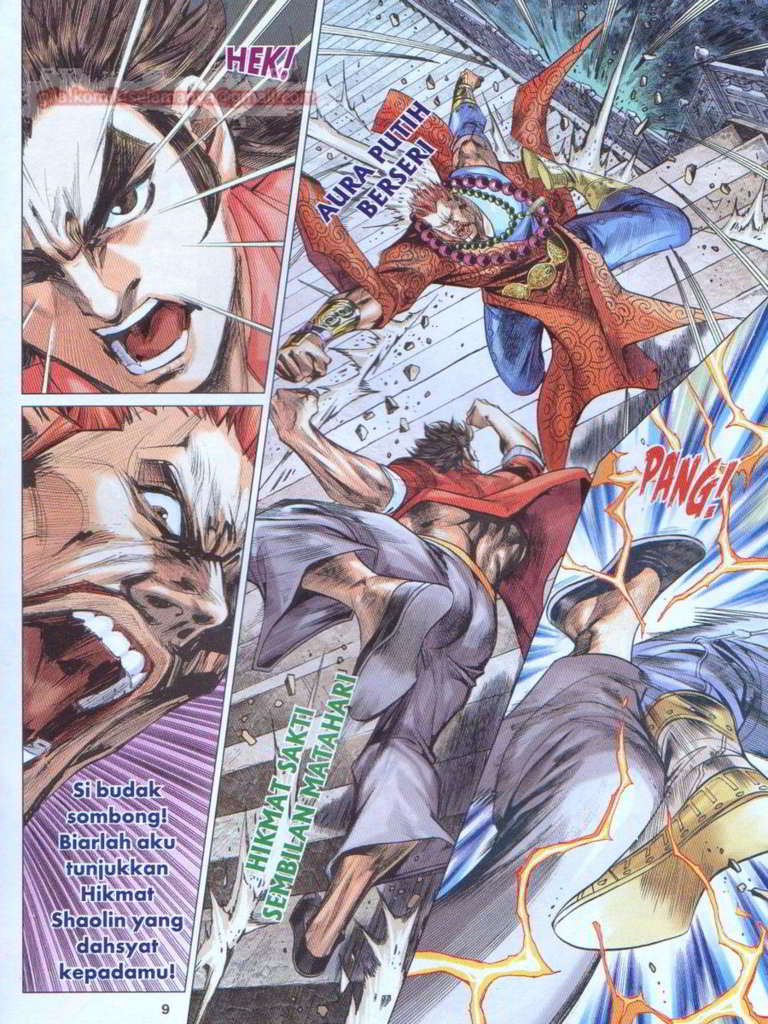 HEK!
AURA PUTIH
BERSERI
PANG!
HIKMAT SAKTI
SEMBILAN MATAHARI
Si budak
sombong!
Biarlah aku
tunjukkan
Hikmat
Shaolin yang
dahsyat
kepadamu!
9